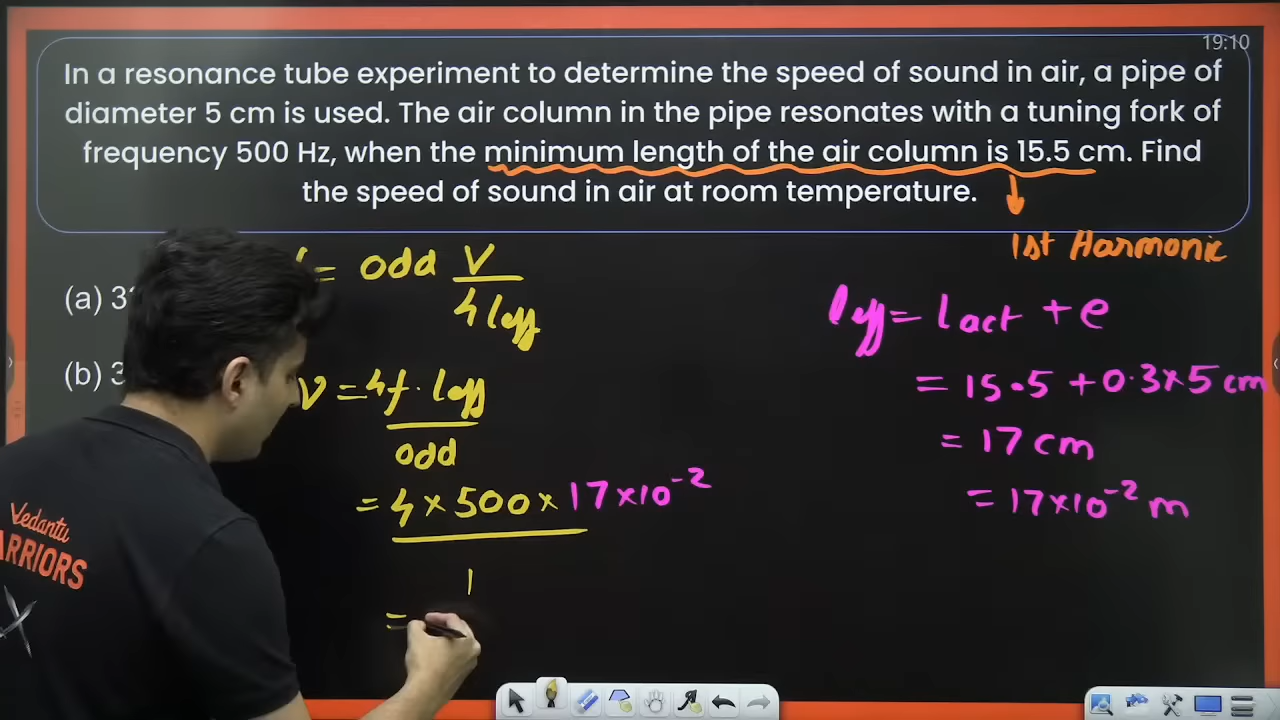 19:10
In a resonance tube experiment to determine the speed of sound in air, a pipe of
diameter 5 cm is used. The air column in the pipe resonates with a tuning fork of
frequency 500 Hz, when the minimum length of the air column is 15.5 cm. Find
the speed of sound in air at room temperature.
1st Harmonic
= odd V / 4 leff
(a) 3
(b) 3
V = 4f. leff / odd
= 4 × 500 × 17×10⁻² / 1
=
leff = lact + e
= 15.5 + 0.3×5 cm
= 17 cm
= 17×10⁻² m
Vedantu
ARRIORS